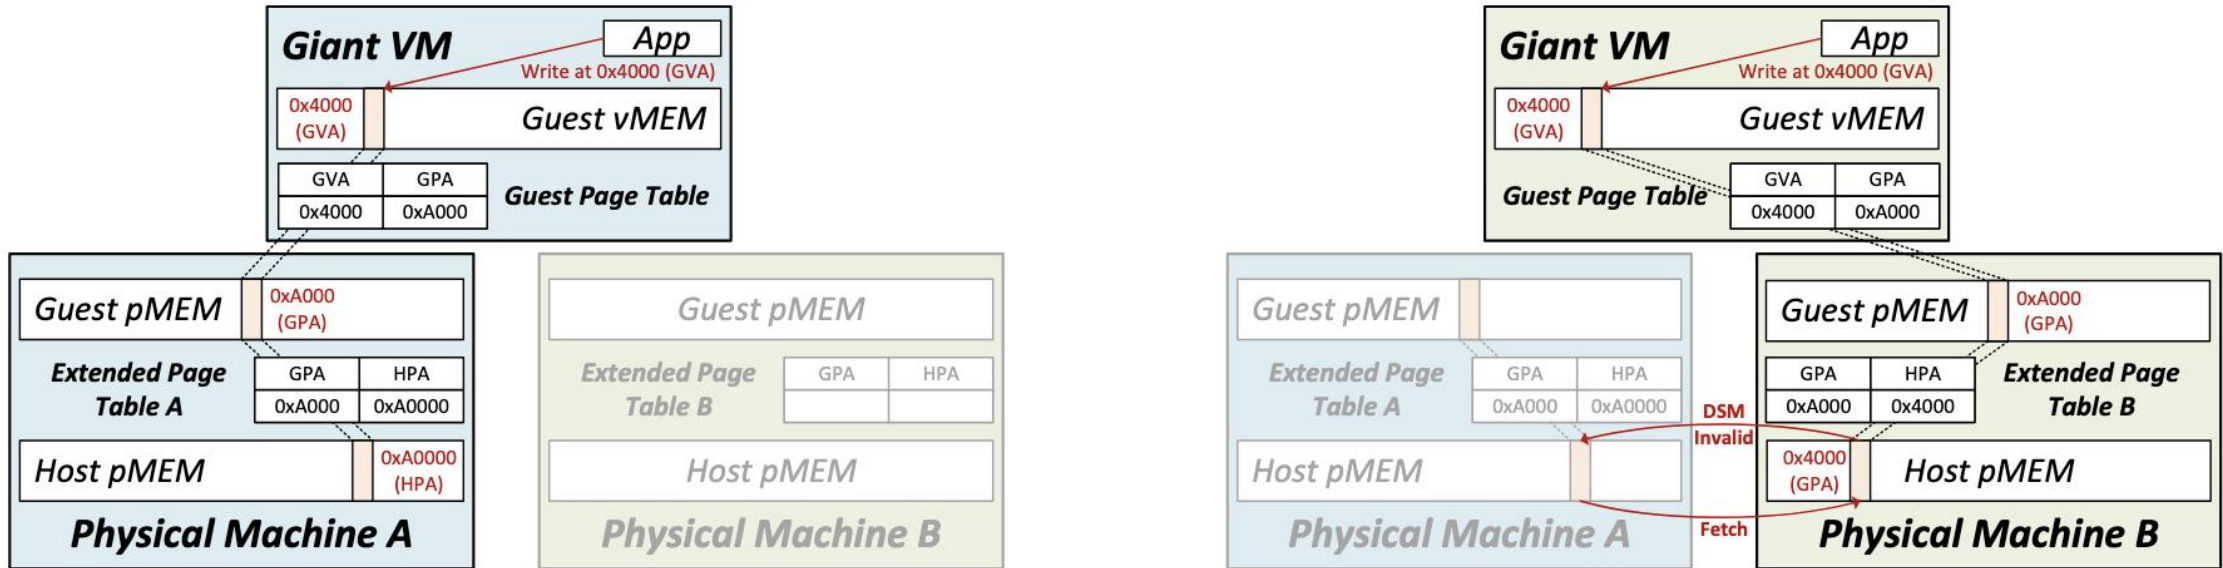 Giant VM
App
Write at 0x4000 (GVA)
0x4000
(GVA)
Guest vMEM
GVA GPA
0x4000 0xA000
Guest Page Table
Guest pMEM
0xA000
(GPA)
Extended Page
Table A
GPA HPA
0xA000 0xA0000
Host pMEM
0xA0000
(HPA)
Physical Machine A
Guest pMEM
Extended Page
Table B
GPA HPA
Host pMEM
Physical Machine B
Giant VM
App
Write at 0x4000 (GVA)
0x4000
(GVA)
Guest vMEM
Guest Page Table
GVA GPA
0x4000 0xA000
Guest pMEM
Extended Page
Table A
GPA HPA
0xA000 0xA0000
Host pMEM
Physical Machine A
DSM
Invalid
Fetch
Guest pMEM
0xA000
(GPA)
GPA HPA
0xA000 0x4000
Extended Page
Table B
0x4000
(GPA)
Host pMEM
Physical Machine B